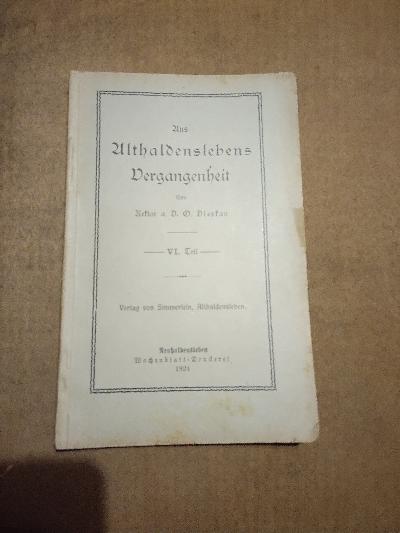 Aus
Althaldenslebens
Vergangenheit
Von
Rektor a. D. O. Dieskau
VI. Teil
Verlag von Simmerlein, Althaldensleben.
Neuhaldensleben
Wochenblatt-Druckerei
1924